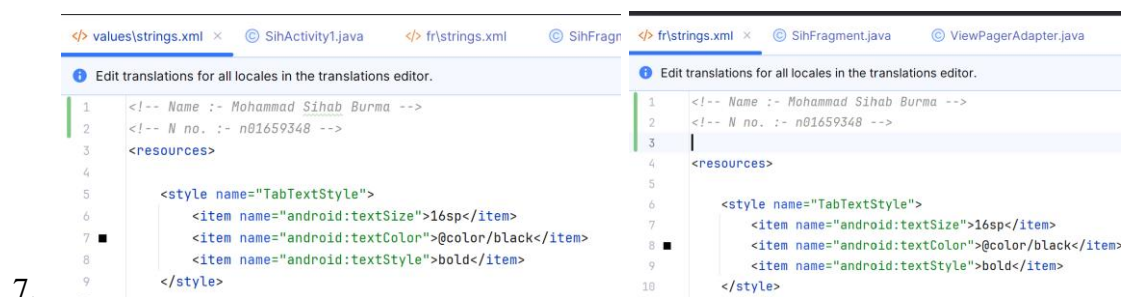 </> values\strings.xml × © SihActivity1.java </> fr\strings.xml © SihFragn
Edit translations for all locales in the translations editor.
1 <!-- Name :- Mohammad Sihab Burma -->
2 <!-- N no. :- n01659348 -->
3 <resources>
4
5 <style name="TabTextStyle">
6 <item name="android:textSize">16sp</item>
7 <item name="android:textColor">@color/black</item>
8 <item name="android:textStyle">bold</item>
9 </style>
</> fr\strings.xml × © SihFragment.java © ViewPagerAdapter.java
Edit translations for all locales in the translations editor.
1 <!-- Name :- Mohammad Sihab Burma -->
2 <!-- N no. :- n01659348 -->
3
4 <resources>
5
6 <style name="TabTextStyle">
7 <item name="android:textSize">16sp</item>
8 <item name="android:textColor">@color/black</item>
9 <item name="android:textStyle">bold</item>
10 </style>
7.